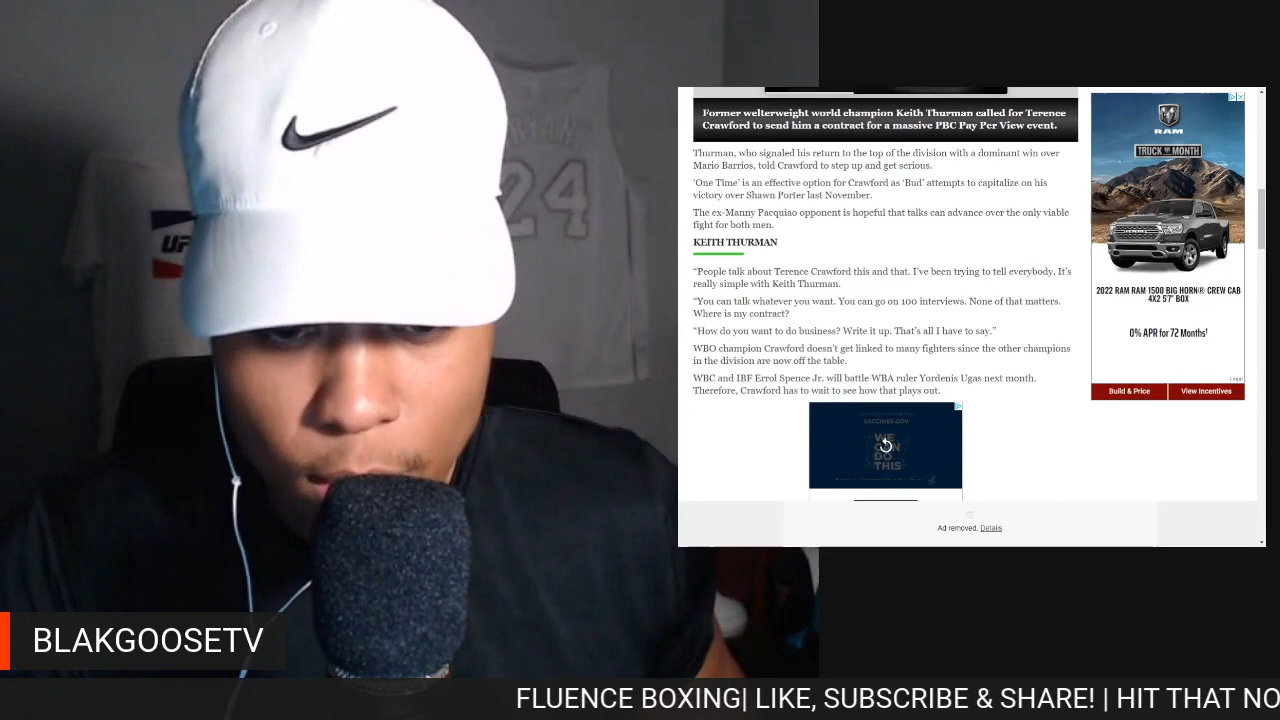 Former welterweight world champion Keith Thurman called for Terence
Crawford to send him a contract for a massive PBC Pay Per View event.
Thurman, who signaled his return to the top of the division with a dominant win over
Mario Barrios, told Crawford to step up and get serious.
‘One Time’ is an effective option for Crawford as ‘Bud’ attempts to capitalize on his
victory over Shawn Porter last November.
The ex-Manny Pacquiao opponent is hopeful that talks can advance over the only viable
fight for both men.
KEITH THURMAN
“People talk about Terence Crawford this and that. I’ve been trying to tell everybody. It’s
really simple with Keith Thurman.
“You can talk whatever you want. You can go on 100 interviews. None of that matters.
Where is my contract?
“How do you want to do business? Write it up. That’s all I have to say.”
WBO champion Crawford doesn’t get linked to many fighters since the other champions
in the division are now off the table.
WBC and IBF Errol Spence Jr. will battle WBA ruler Yordenis Ugas next month.
Therefore, Crawford has to wait to see how that plays out.
VACCINES.GOV
WE
CAN
DO
THIS
Ad removed. Details
RAM
TRUCK MONTH
2022 RAM RAM 1500 BIG HORN® CREW CAB
4X2 5'7" BOX
0% APR for 72 Months!
Legal
Build & Price
View Incentives
24
UF
BLAKGOOSETV
FLUENCE BOXING| LIKE, SUBSCRIBE & SHARE! | HIT THAT NO